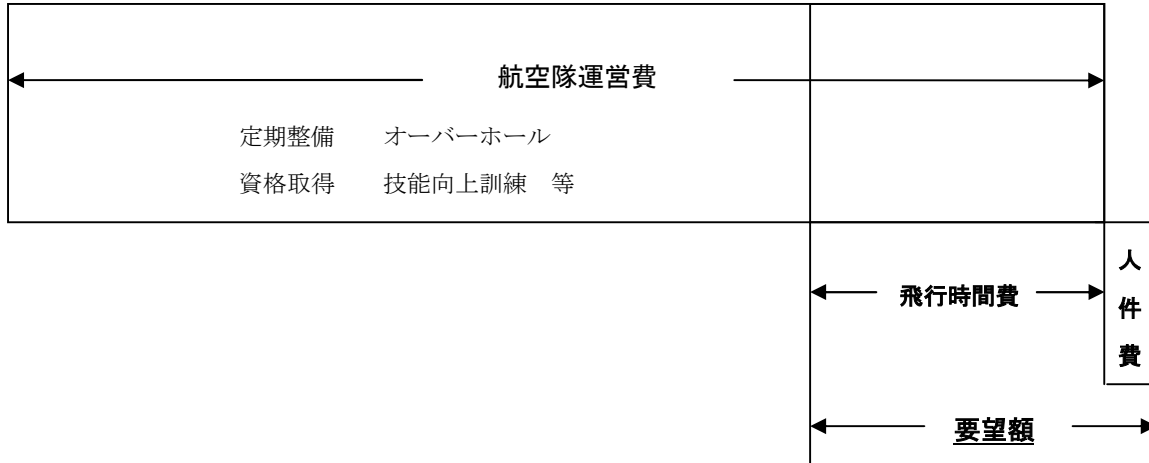 航空隊運営費
定期整備　　オーバーホール
資格取得　　技能向上訓練　等
飛行時間費
人件費
要望額